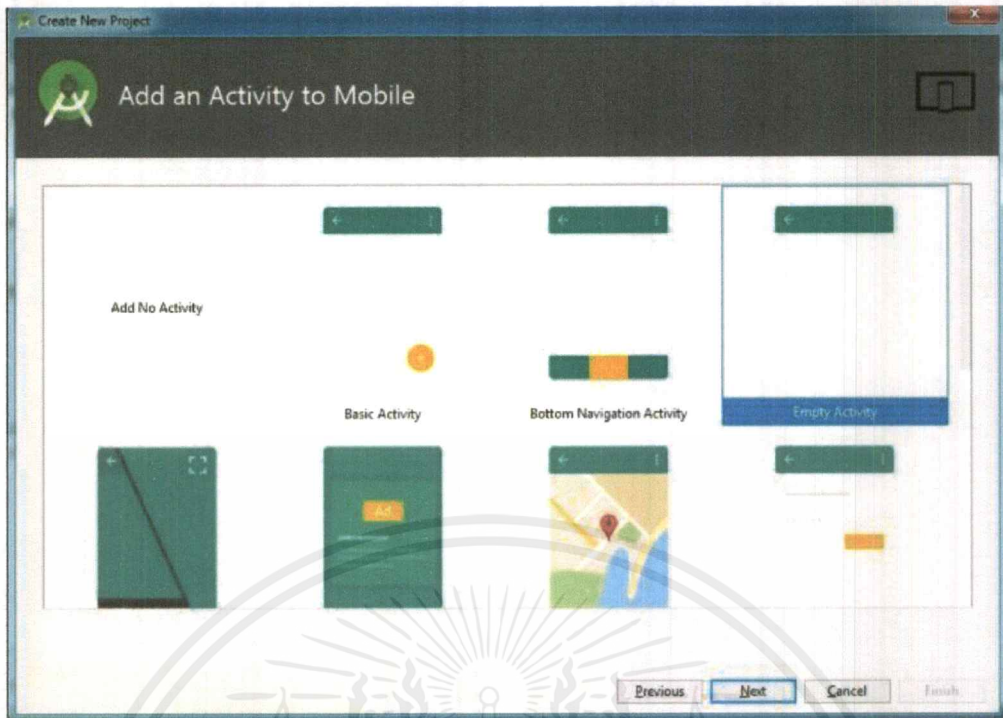 Create New Project
Add an Activity to Mobile
Add No Activity
Basic Activity
Bottom Navigation Activity
Empty Activity
Ad
Previous
Next
Cancel
Finish